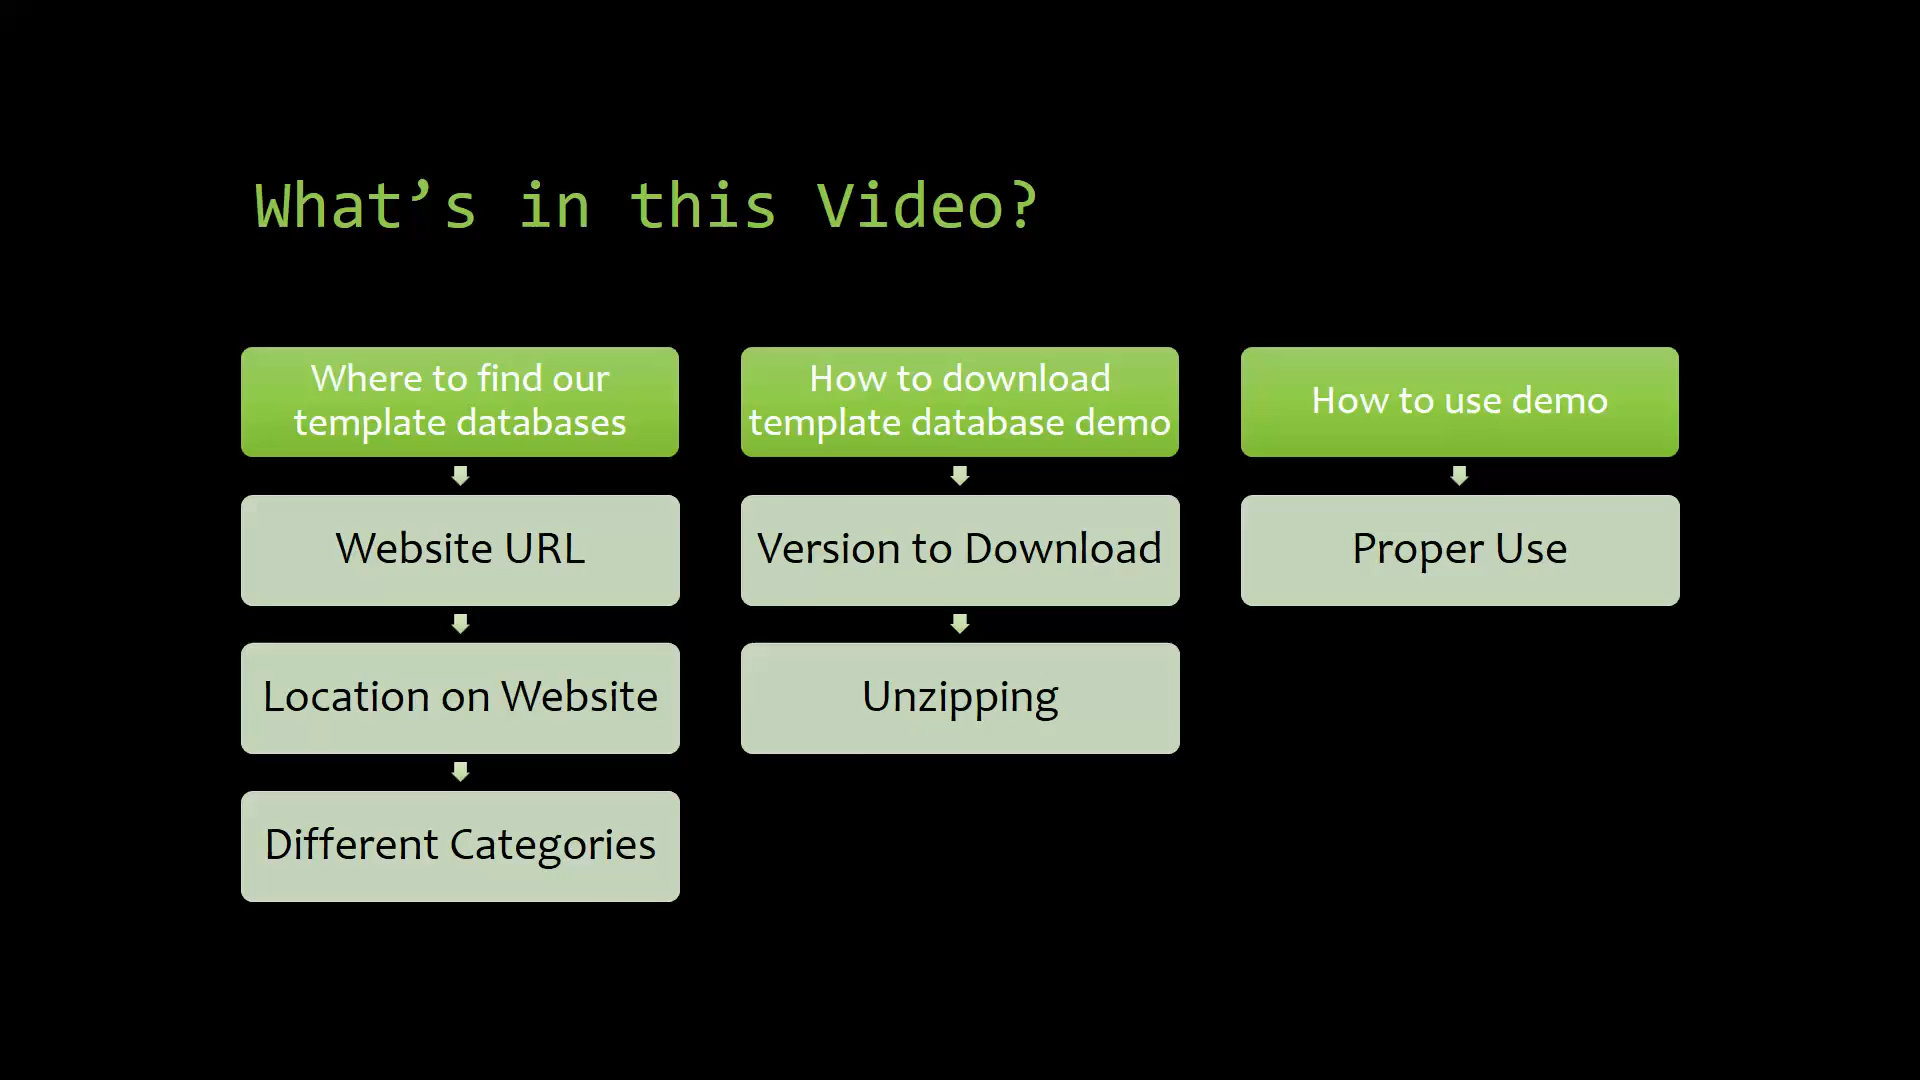 What’s in this Video?
Where to find our
template databases
Website URL
Location on Website
Different Categories
How to download
template database demo
Version to Download
Unzipping
How to use demo
Proper Use